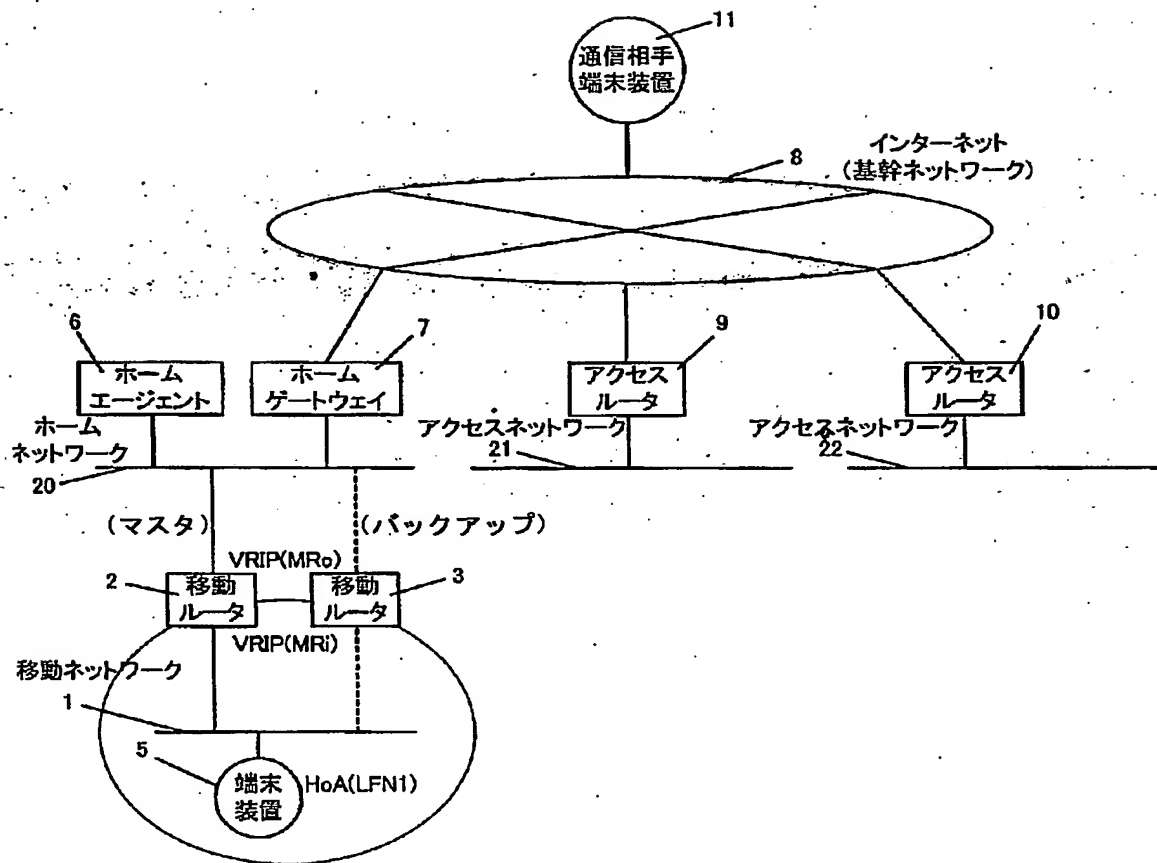 11
通信相手
端末装置
インターネット
(基幹ネットワーク)
8
6
7
9
10
ホーム
エージェント
ホーム
ゲートウェイ
アクセス
ルータ
アクセス
ルータ
ホーム
ネットワーク
20
アクセスネットワーク
21
アクセスネットワーク
22
(マスタ)
(バックアップ)
VRIP(MRo)
2
移動
ルータ
移動
ルータ
3
VRIP(MRi)
移動ネットワーク
1
5
端末
装置
HoA(LFN1)